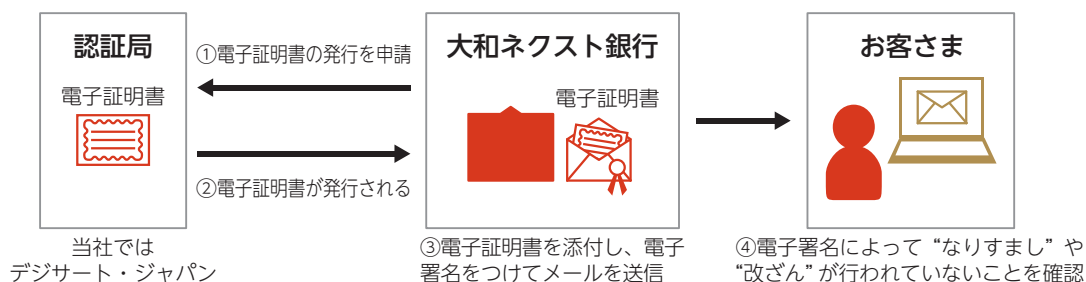 認証局
電子証明書
当社では
デジサート・ジャパン
①電子証明書の発行を申請
②電子証明書が発行される
大和ネクスト銀行
電子証明書
③電子証明書を添付し、電子
署名をつけてメールを送信
お客さま
④電子署名によって“なりすまし”や
“改ざん”が行われていないことを確認